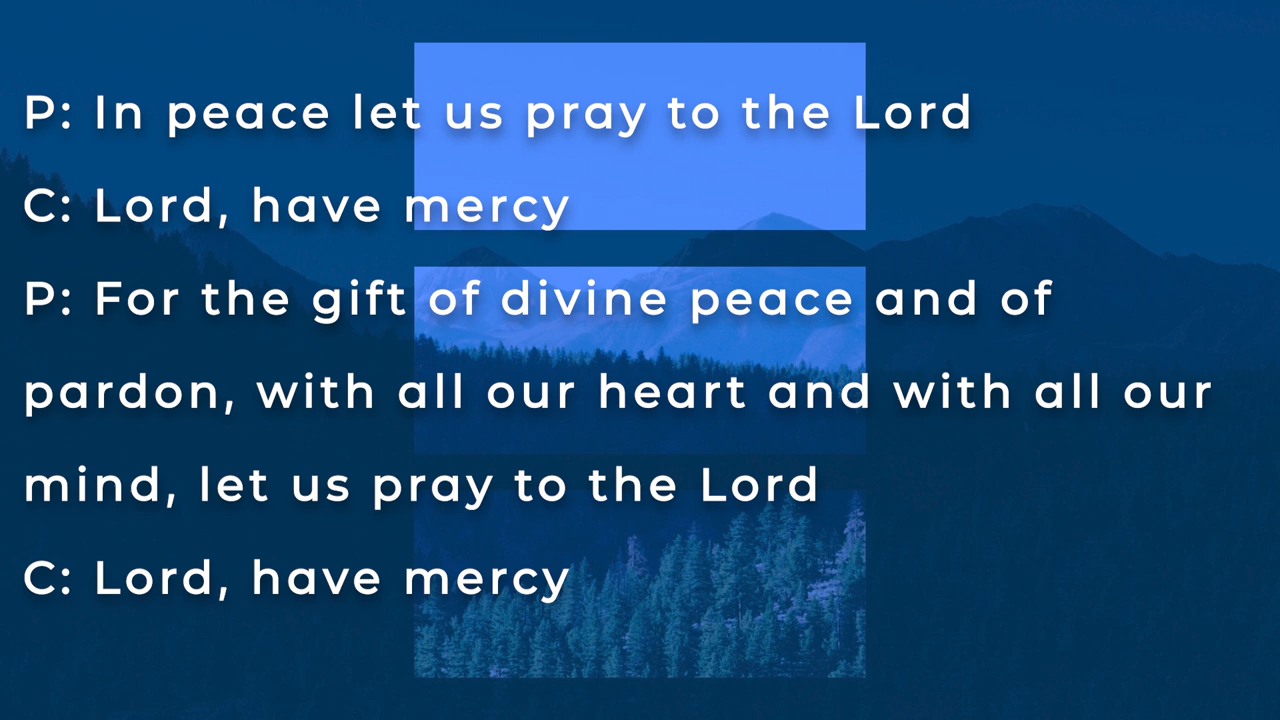 P: In peace let us pray to the Lord
C: Lord, have mercy
P: For the gift of divine peace and of
pardon, with all our heart and with all our
mind, let us pray to the Lord
C: Lord, have mercy